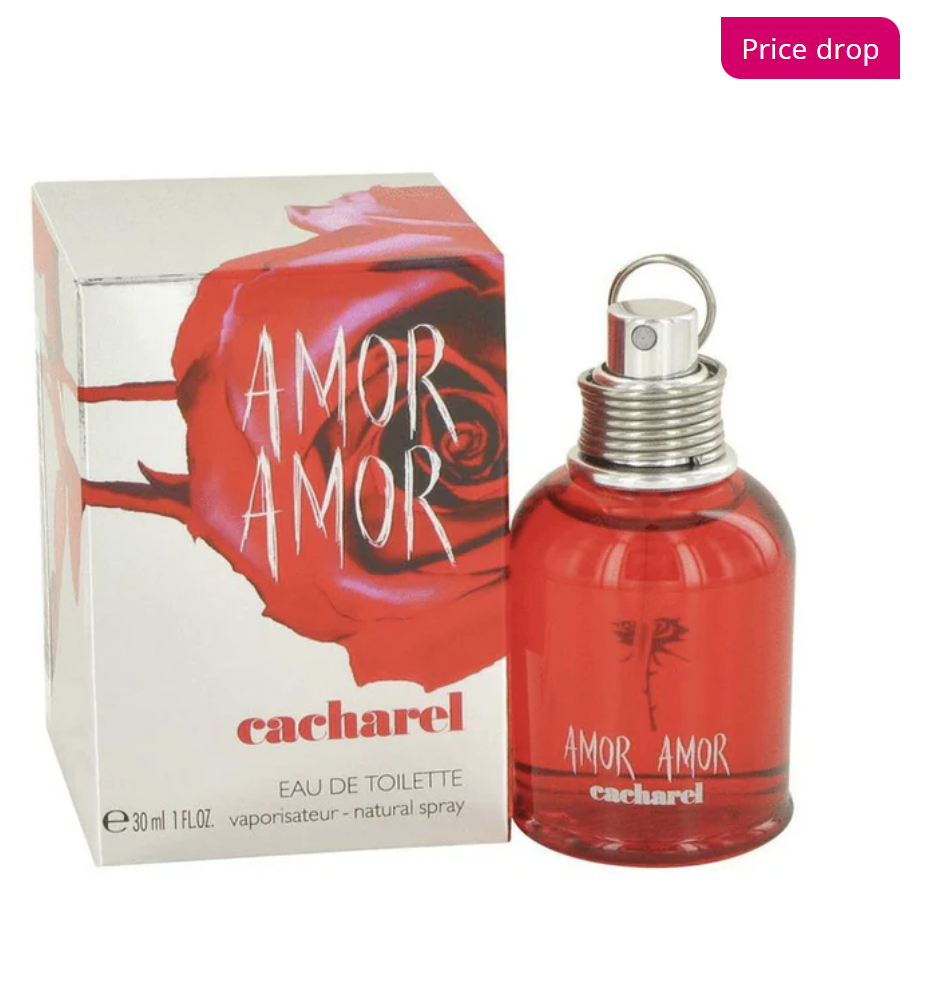 Price drop
AMOR
AMOR
cacharel
EAU DE TOILETTE
℮ 30 ml 1 FL.OZ. vaporisateur - natural spray
AMOR AMOR
cacharel